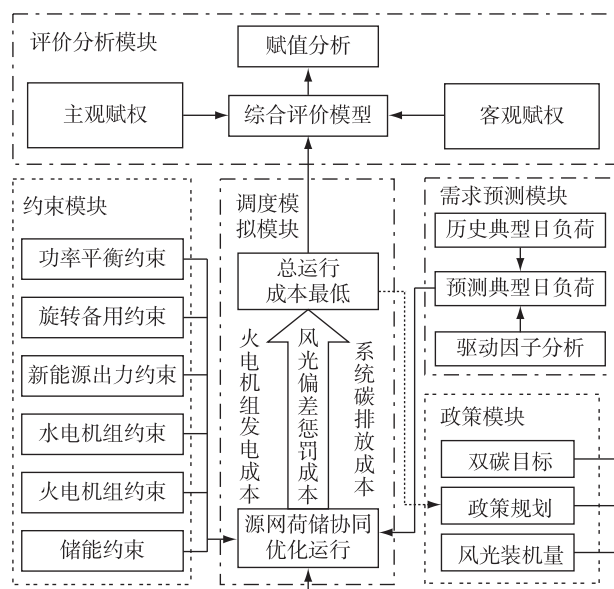 评价分析模块
赋值分析
主观赋权
综合评价模型
客观赋权
约束模块
功率平衡约束
旋转备用约束
新能源出力约束
水电机组约束
火电机组约束
储能约束
调度模
拟模块
总运行
成本最低
火电机组发电成本
风光偏差惩罚成本
系统碳排放成本
源网荷储协同
优化运行
需求预测模块
历史典型日负荷
预测典型日负荷
驱动因子分析
政策模块
双碳目标
政策规划
风光装机量